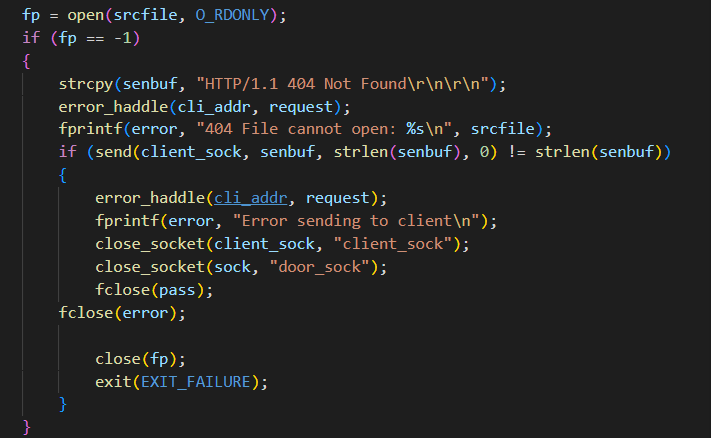 fp = open(srcfile, O_RDONLY);
if (fp == -1)
{
strcpy(senbuf, "HTTP/1.1 404 Not Found\r\n\r\n");
error_haddle(cli_addr, request);
fprintf(error, "404 File cannot open: %s\n", srcfile);
if (send(client_sock, senbuf, strlen(senbuf), 0) != strlen(senbuf))
{
error_haddle(cli_addr, request);
fprintf(error, "Error sending to client\n");
close_socket(client_sock, "client_sock");
close_socket(sock, "door_sock");
fclose(pass);
fclose(error);
close(fp);
exit(EXIT_FAILURE);
}
}